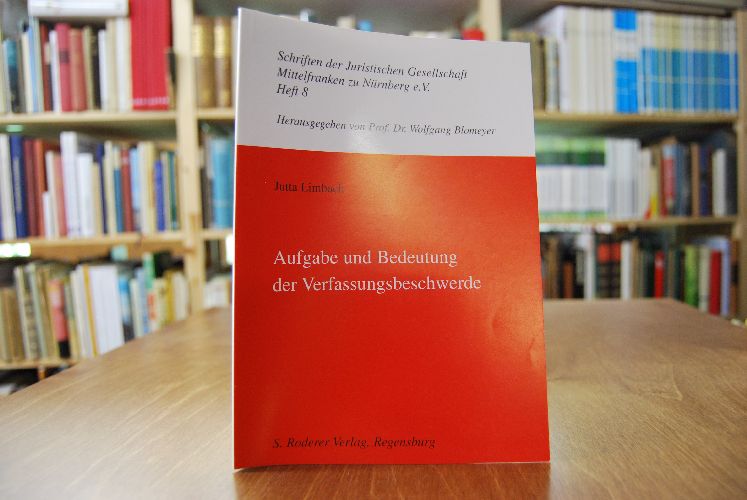 Schriften der Juristischen Gesellschaft
Mittelfranken zu Nürnberg e.V.
Heft 8
Herausgegeben von Prof. Dr. Wolfgang Blomeyer
Jutta Limbach
Aufgabe und Bedeutung
der Verfassungsbeschwerde
S. Roderer Verlag, Regensburg